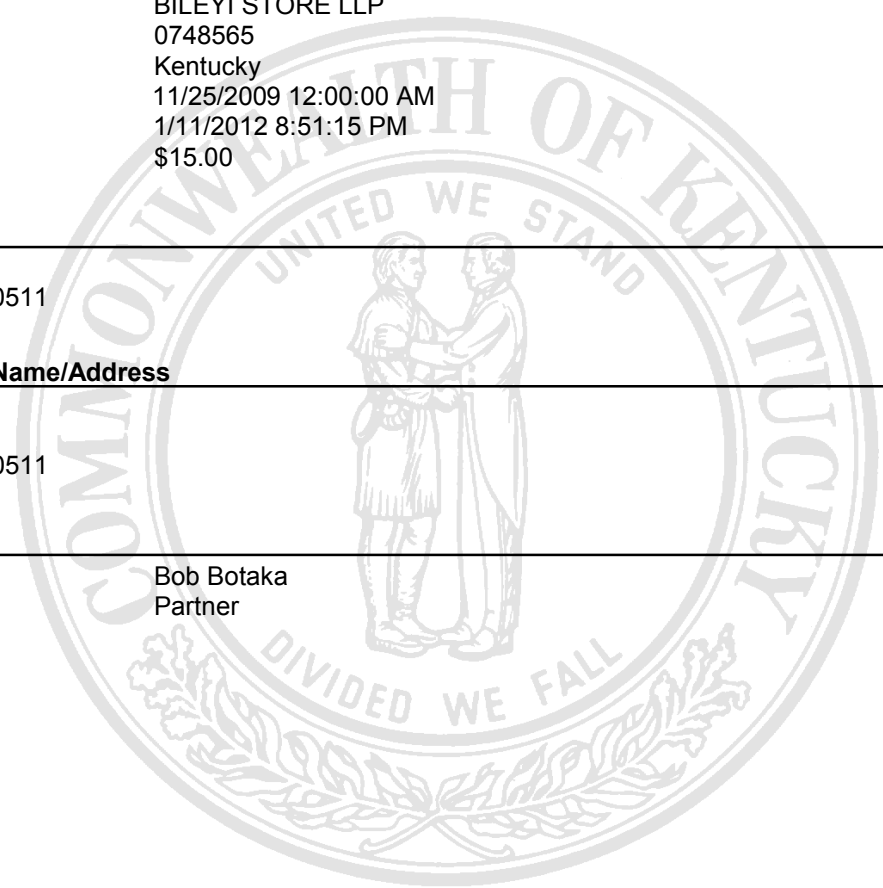 BILEYI STORE LLP
0748565
Kentucky
11/25/2009 12:00:00 AM
1/11/2012 8:51:15 PM
$15.00
0511
Name/Address
0511
Bob Botaka
Partner
COMMONWEALTH OF KENTUCKY
UNITED WE STAND
DIVIDED WE FALL